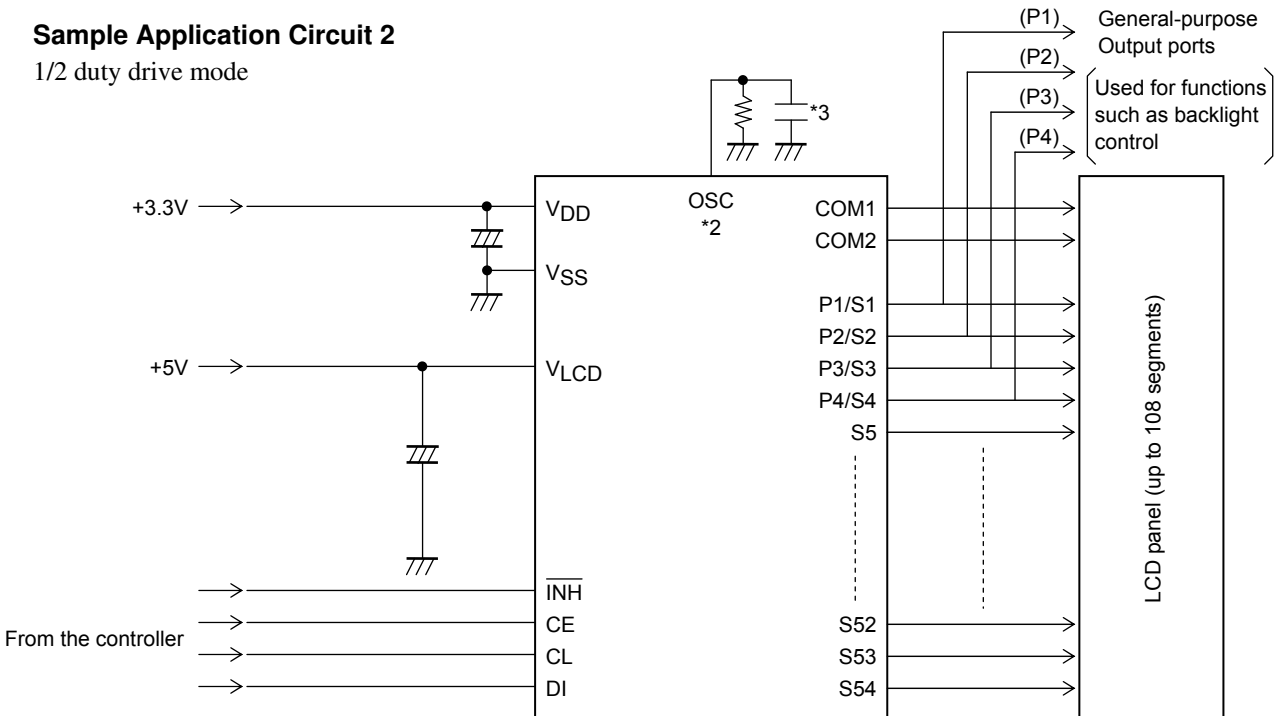 Sample Application Circuit 2
1/2 duty drive mode
(P1)
(P2)
(P3)
(P4)
General-purpose
Output ports
Used for functions
such as backlight
control
*3
OSC
*2
+3.3V
VDD
VSS
+5V
VLCD
From the controller
INH
CE
CL
DI
COM1
COM2
P1/S1
P2/S2
P3/S3
P4/S4
S5
S52
S53
S54
LCD panel (up to 108 segments)